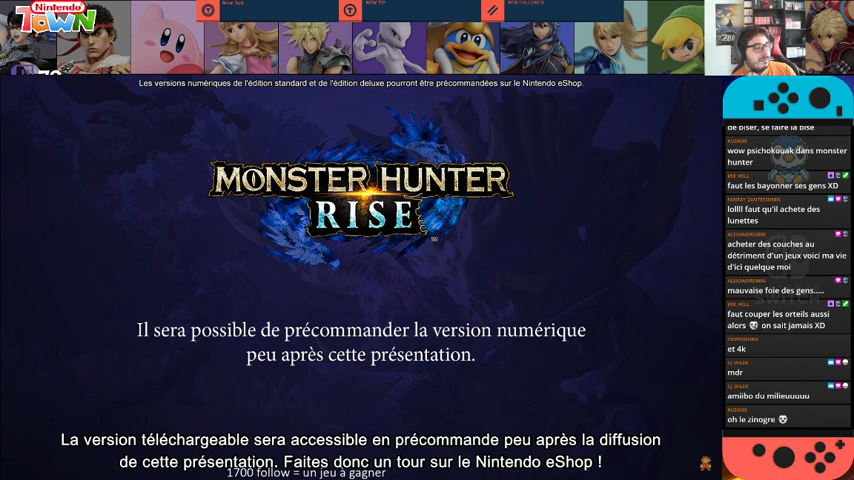 Nintendo
TOWN
New Sub
NEW TIP
NEW FOLLOWER
Les versions numériques de l'édition standard et de l'édition deluxe pourront être précommandées sur le Nintendo eShop.
MONSTER HUNTER
RISE
TM
Il sera possible de précommander la version numérique
peu après cette présentation.
La version téléchargeable sera accessible en précommande peu après la diffusion
de cette présentation. Faites donc un tour sur le Nintendo eShop !
1700 follow = un jeu à gagner
de biser, se faire la bise
KUDAOS
wow psichokouak dans monster
hunter
faut les bayonner ses gens XD
lollll faut qu'il achete des
lunettes
acheter des couches au
détriment d'un jeux voici ma vie
d'ici quelque moi
mauvaise foie des gens.....
faut couper les orteils aussi
alors on sait jamais XD
et 4k
mdr
amiibo du milieuuuuu
KUDAOS
oh le zinogre